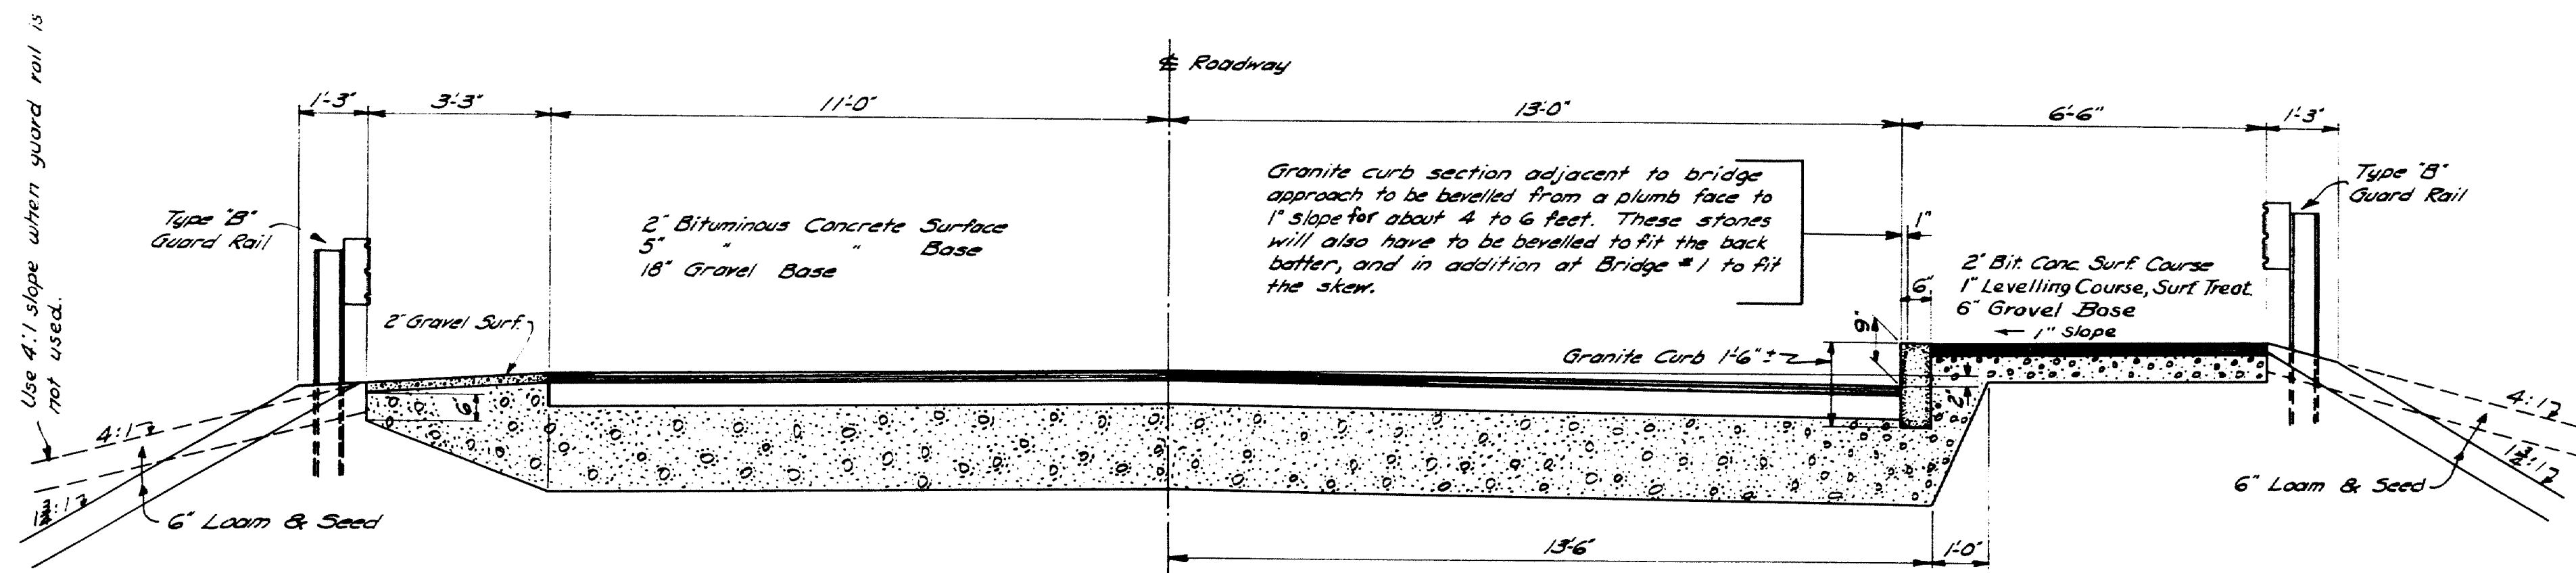 Use 4:1 slope when guard rail is
not used.
℄ Roadway
1'-3"
3'-3"
11'-0"
13'-0"
6'-6"
1'-3"
Type "B"
Guard Rail
2" Bituminous Concrete Surface
5" " " Base
18" Gravel Base
Granite curb section adjacent to bridge
approach to be bevelled from a plumb face to
1" slope for about 4 to 6 feet. These stones
will also have to be bevelled to fit the back
batter, and in addition at Bridge #1 to fit
the skew.
1"
6"
Type "B"
Guard Rail
2" Bit. Conc. Surf. Course
1" Levelling Course, Surf. Treat.
6" Gravel Base
← 1" Slope
2" Gravel Surf.
9"
Granite Curb 1'-6" ±
6"
2"
4:1
1¾:1
6" Loam & Seed
4:1
1¾:1
6" Loam & Seed
13'-6"
1'-0"